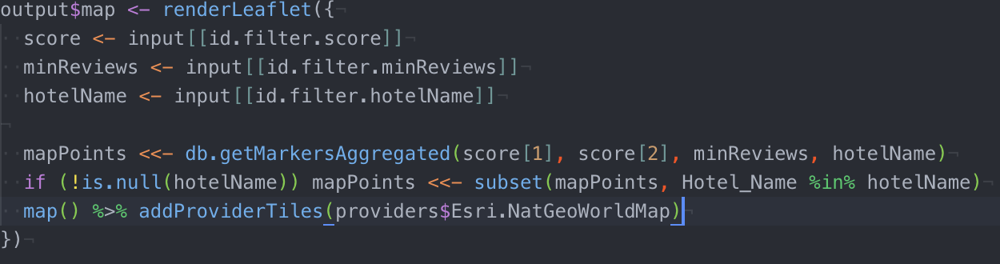 output$map <- renderLeaflet({
  score <- input[[id.filter.score]]
  minReviews <- input[[id.filter.minReviews]]
  hotelName <- input[[id.filter.hotelName]]

  mapPoints <<- db.getMarkersAggregated(score[1], score[2], minReviews, hotelName)
  if (!is.null(hotelName)) mapPoints <<- subset(mapPoints, Hotel_Name %in% hotelName)
  map() %>% addProviderTiles(providers$Esri.NatGeoWorldMap)
})